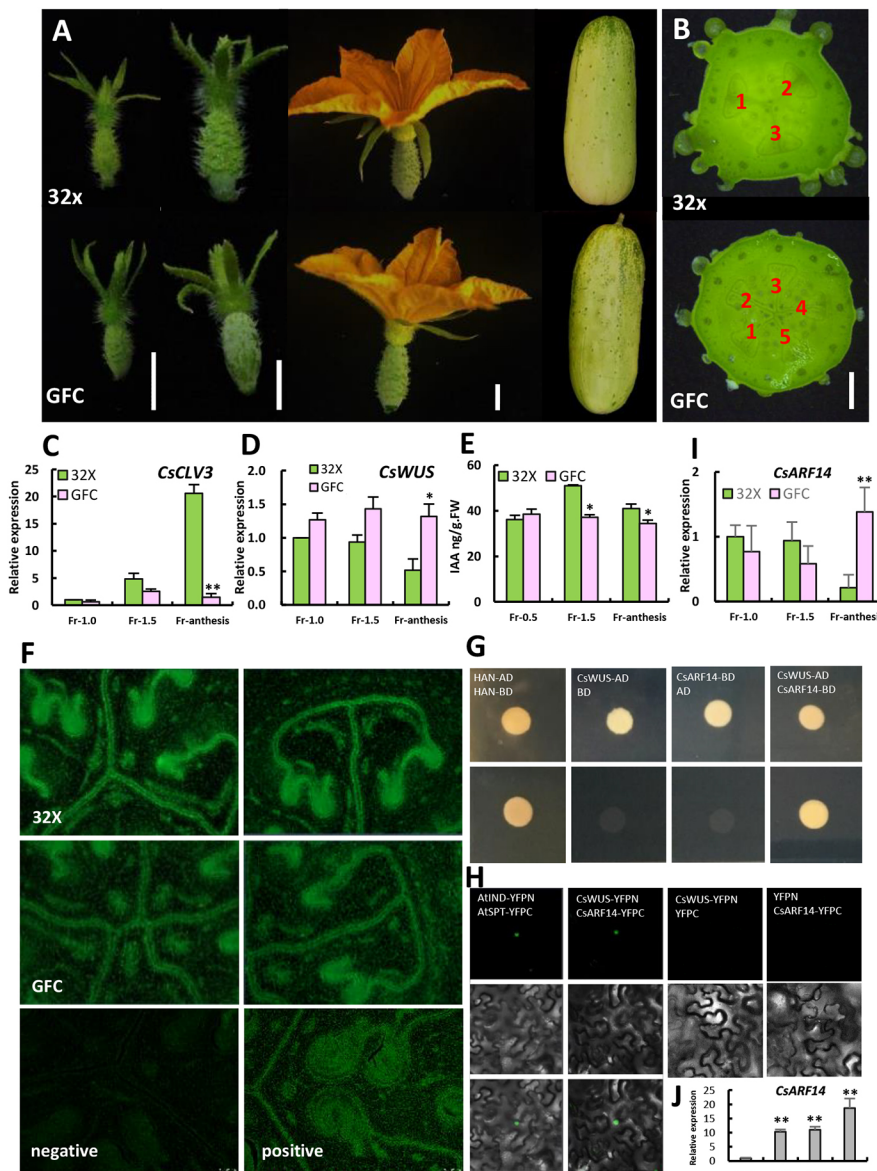 A
32x
GFC
B
1
2
3
32x
2
3
4
1
5
GFC
C
CsCLV3
32X
GFC
Relative expression
25
20
15
10
5
0
**
Fr-1.0
Fr-1.5
Fr-anthesis
D
CsWUS
32X
GFC
Relative expression
2.0
1.5
1.0
0.5
0.0
*
Fr-1.0
Fr-1.5
Fr-anthesis
E
32X
GFC
IAA ng/g.FW
60
40
20
0
*
*
Fr-0.5
Fr-1.5
Fr-anthesis
I
CsARF14
32X
GFC
Relative expression
2
1
0
**
Fr-1.0
Fr-1.5
Fr-anthesis
F
32X
GFC
negative
positive
G
HAN-AD
HAN-BD
CsWUS-AD
BD
CsARF14-BD
AD
CsWUS-AD
CsARF14-BD
H
AtIND-YFPN
AtSPT-YFPC
CsWUS-YFPN
CsARF14-YFPC
CsWUS-YFPN
YFPC
YFPN
CsARF14-YFPC
J
CsARF14
Relative expression
25
20
15
10
5
0
**
**
**